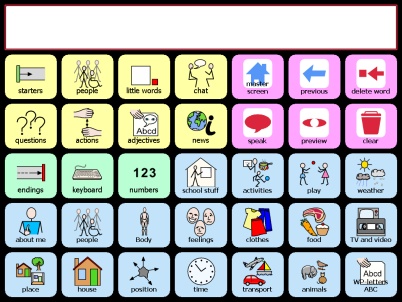 starters
people
little words
chat
master
screen
previous
delete word
questions
actions
Abcd
adjectives
news
speak
preview
clear
endings
keyboard
123
numbers
school stuff
activities
play
weather
about me
people
Body
feelings
clothes
food
TV and video
place
house
position
time
transport
animals
Abcd
WP letters
ABC